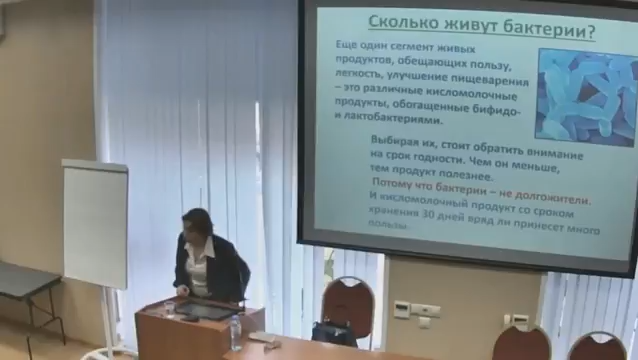 Сколько живут бактерии?
Еще один сегмент живых
продуктов, обещающих пользу,
легкость, улучшение пищеварения
– это различные кисломолочные
продукты, обогащенные бифидо-
и лактобактериями.
Выбирая их, стоит обратить внимание
на срок годности. Чем он меньше,
тем продукт полезнее.
Потому что бактерии – не долгожители.
И кисломолочный продукт со сроком
хранения 30 дней вряд ли принесет много
пользы.